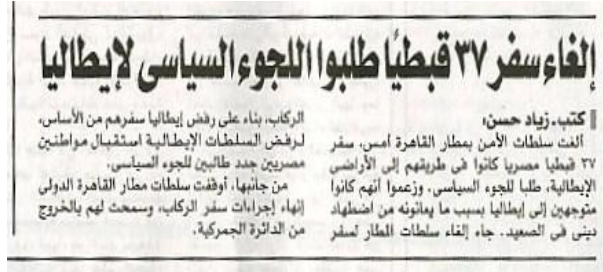 إلغاء سفر ٣٧ قبطيًا طلبوا اللجوء السياسى لإيطاليا
كتب ـ زياد حسن:
ألغت سلطات الأمن بمطار القاهرة أمس، سفر
٣٧ قبطيا مصريا كانوا فى طريقهم إلى الأراضى
الإيطالية، طلبا للجوء السياسى، وزعموا أنهم كانوا
متوجهين إلى إيطاليا بسبب ما يعانونه من اضطهاد
دينى فى الصعيد. جاء إلغاء سلطات المطار لسفر
الركاب، بناء على رفض إيطاليا سفرهم من الأساس،
لرفض السلطات الإيطالية استقبال مواطنين
مصريين جدد طالبين للجوء السياسى.
من جانبها، أوقفت سلطات مطار القاهرة الدولى
إنهاء إجراءات سفر الركاب، وسمحت لهم بالخروج
من الدائرة الجمركية.